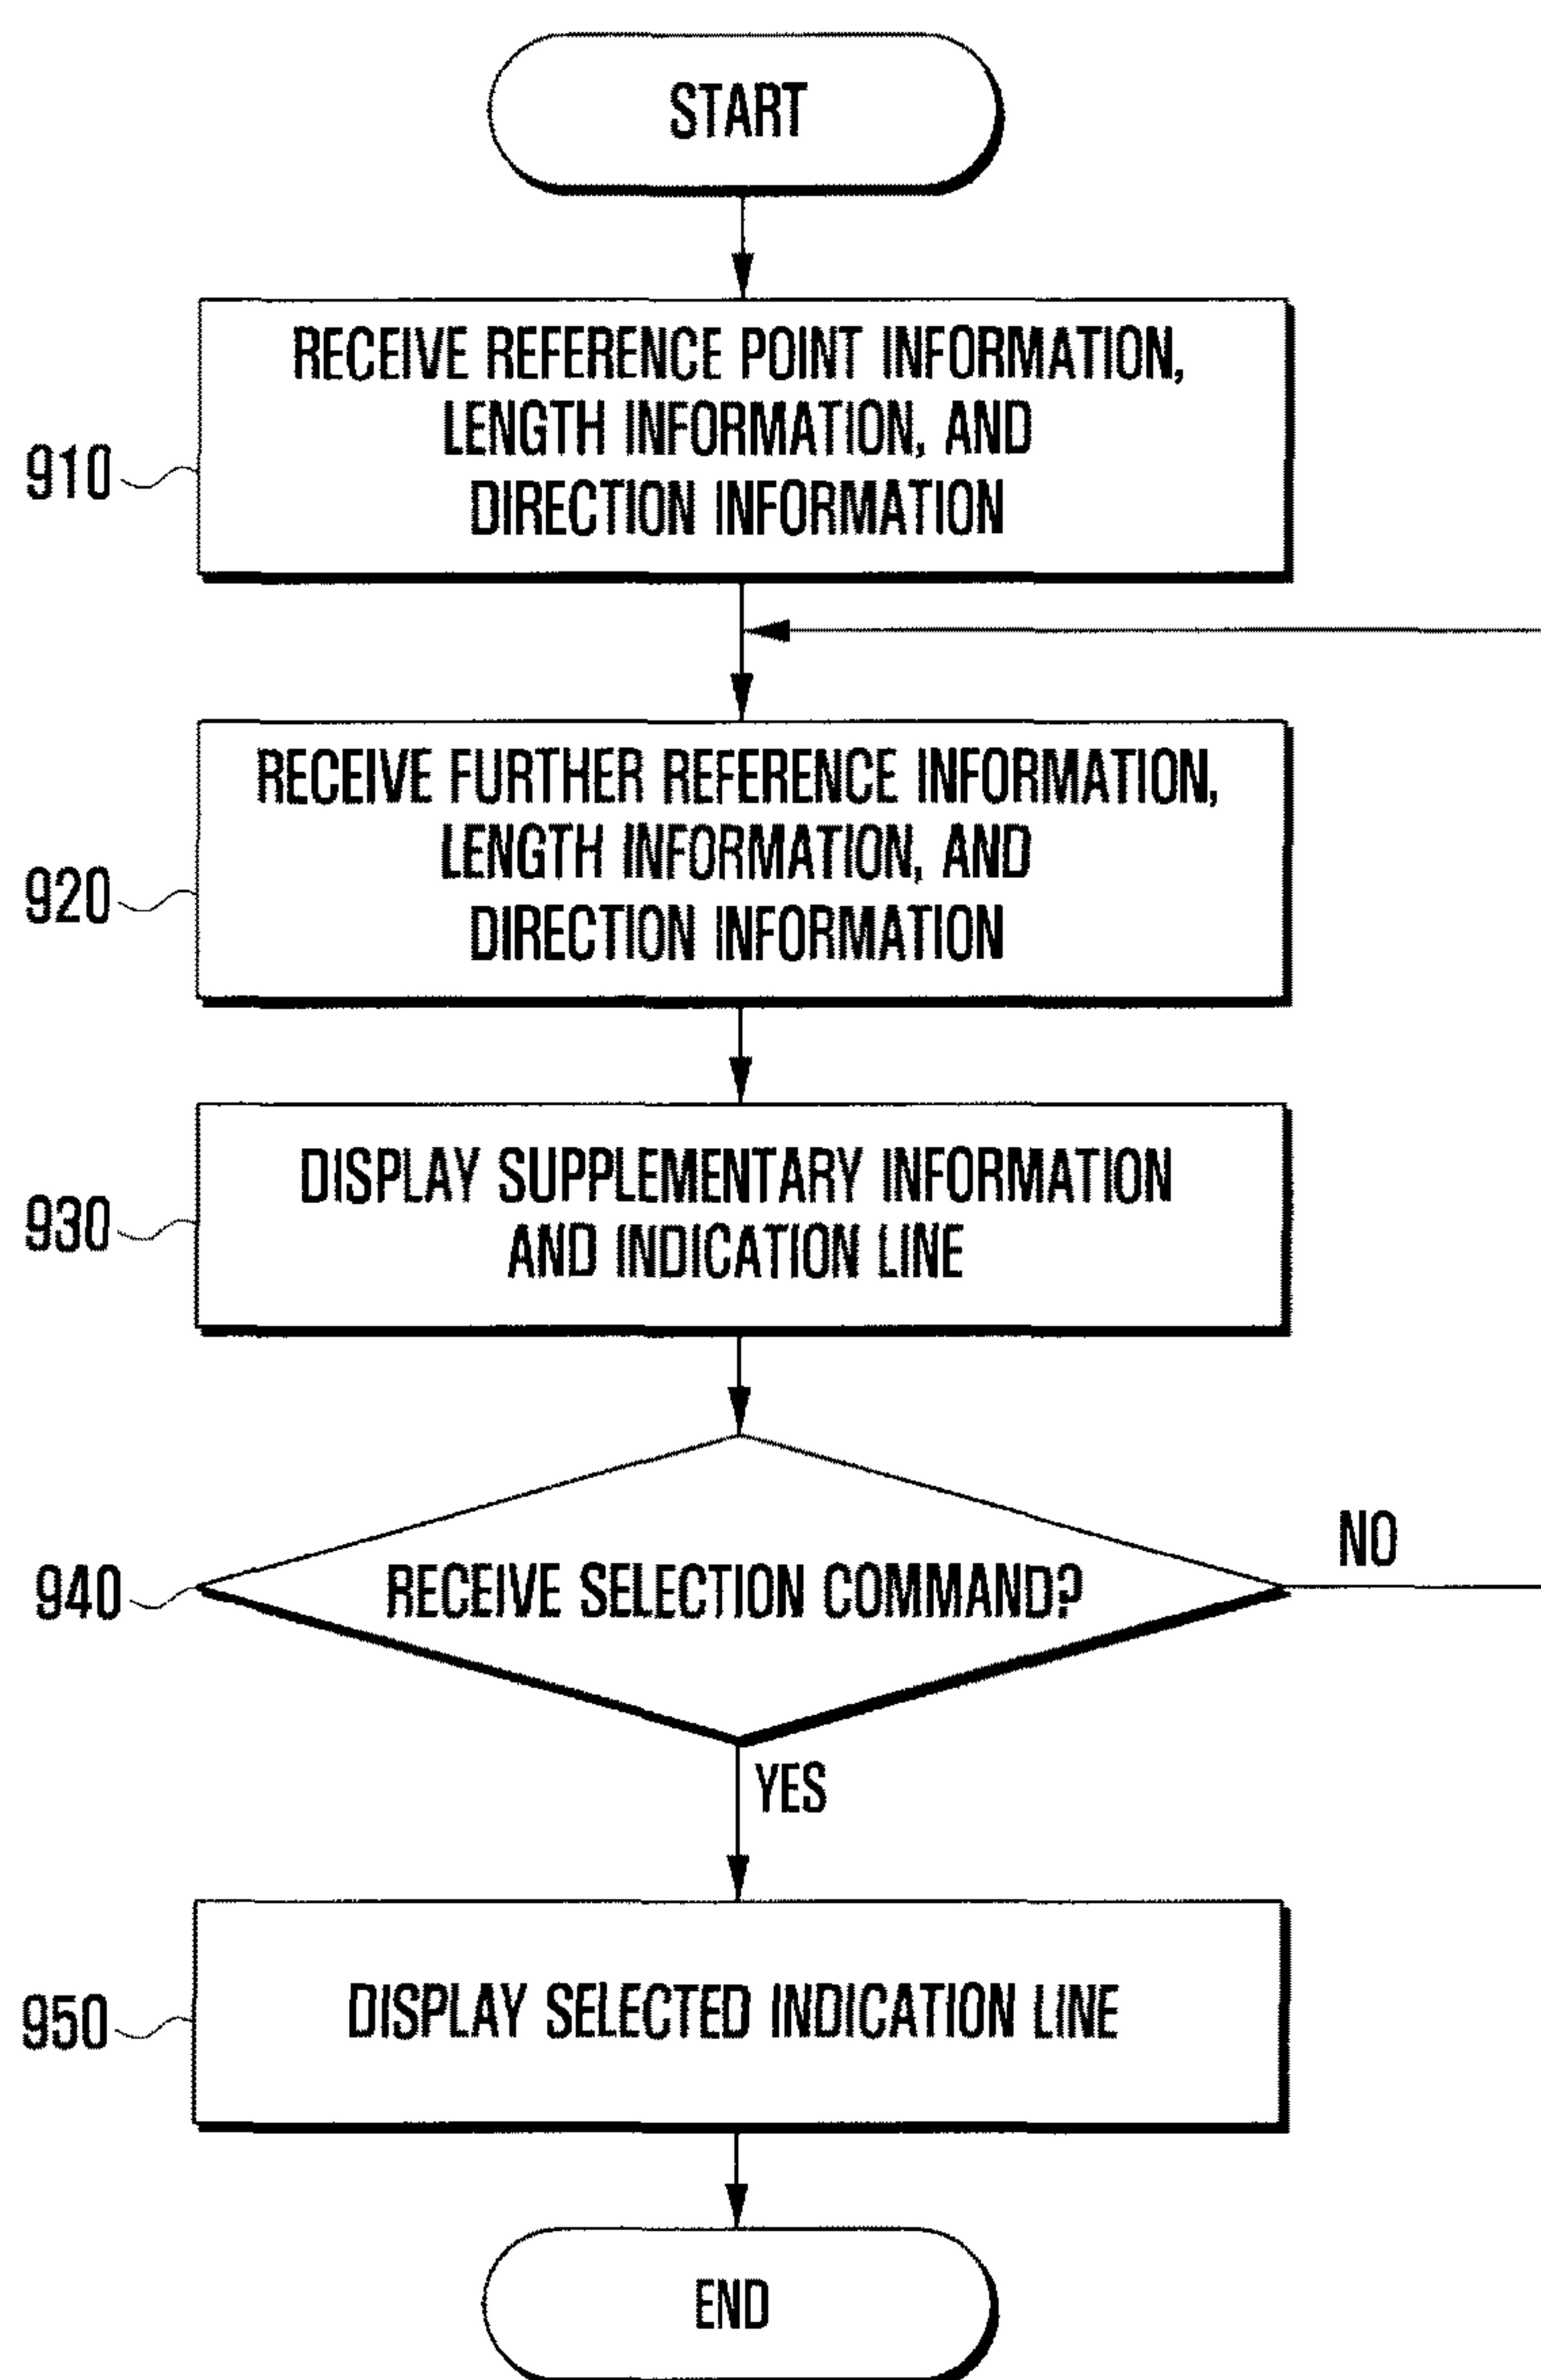 START
RECEIVE REFERENCE POINT INFORMATION,
LENGTH INFORMATION, AND
DIRECTION INFORMATION
910
RECEIVE FURTHER REFERENCE INFORMATION,
LENGTH INFORMATION, AND
DIRECTION INFORMATION
920
DISPLAY SUPPLEMENTARY INFORMATION
AND INDICATION LINE
930
RECEIVE SELECTION COMMAND?
940
NO
YES
DISPLAY SELECTED INDICATION LINE
950
END